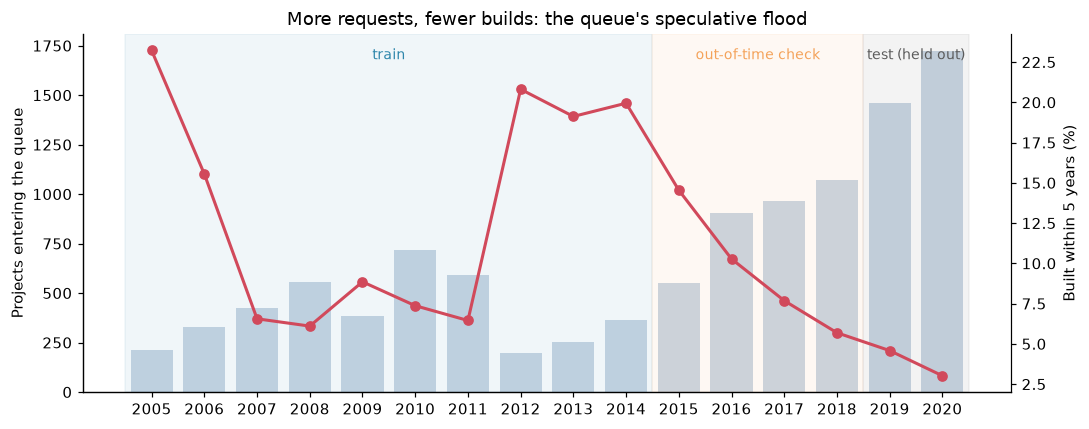 More requests, fewer builds: the queue's speculative flood
train
out-of-time check
test (held out)
Projects entering the queue
1750
1500
1250
1000
750
500
250
0
22.5
20.0
17.5
15.0
12.5
10.0
7.5
5.0
2.5
Built within 5 years (%)
2005 2006 2007 2008 2009 2010 2011 2012 2013 2014 2015 2016 2017 2018 2019 2020